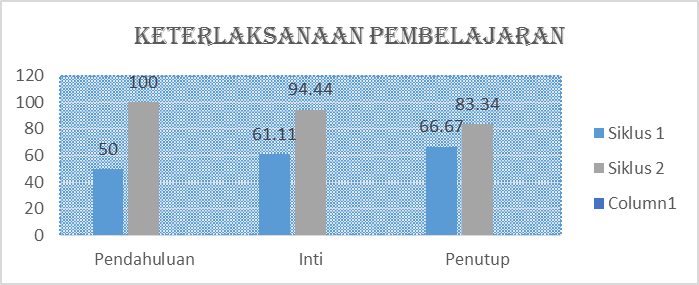 KETERLAKSANAAN PEMBELAJARAN
120
100
80
60
40
20
0
50
100
61.11
94.44
66.67
83.34
Pendahuluan
Inti
Penutup
Siklus 1
Siklus 2
Column1